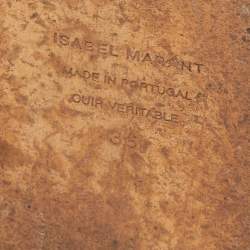 ISABEL MARANT
MADE IN PORTUGAL
CUIR VERITABLE